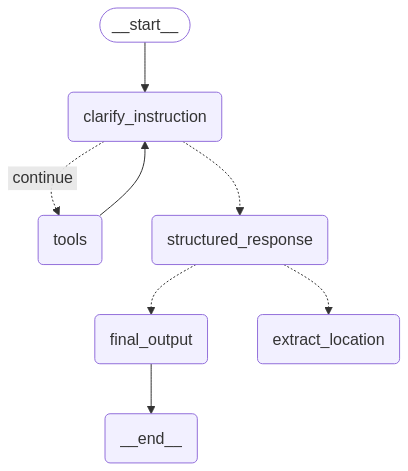 __start__
clarify_instruction
continue
tools
structured_response
final_output
extract_location
__end__